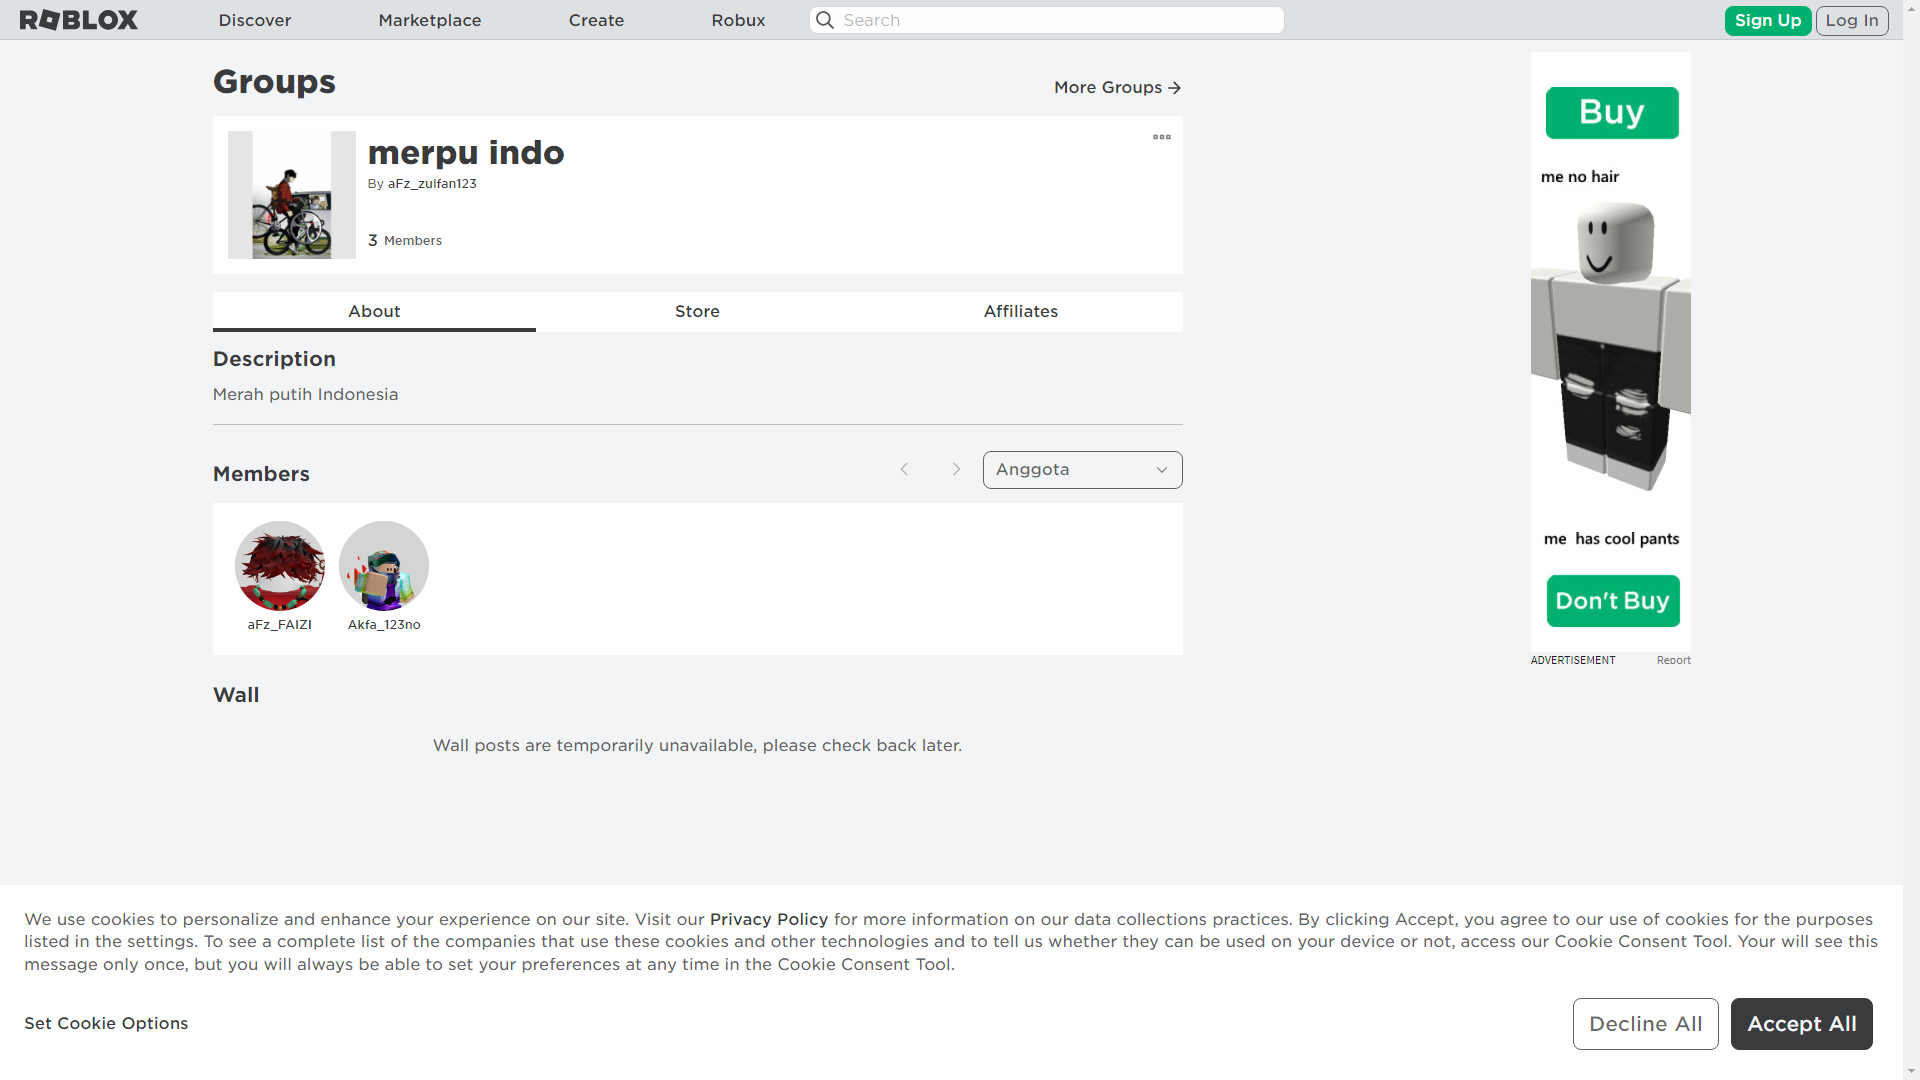 ROBLOX
Discover
Marketplace
Create
Robux
Search
Sign Up
Log In
Groups
More Groups
merpu indo
By aFz_zulfan123
3 Members
About
Store
Affiliates
Description
Merah putih Indonesia
Members
Anggota
aFz_FAIZI
Akfa_123no
Wall
Wall posts are temporarily unavailable, please check back later.
Buy
me no hair
me has cool pants
Don't Buy
ADVERTISEMENT
Report
We use cookies to personalize and enhance your experience on our site. Visit our Privacy Policy for more information on our data collections practices. By clicking Accept, you agree to our use of cookies for the purposes
listed in the settings. To see a complete list of the companies that use these cookies and other technologies and to tell us whether they can be used on your device or not, access our Cookie Consent Tool. Your will see this
message only once, but you will always be able to set your preferences at any time in the Cookie Consent Tool.
Set Cookie Options
Decline All
Accept All